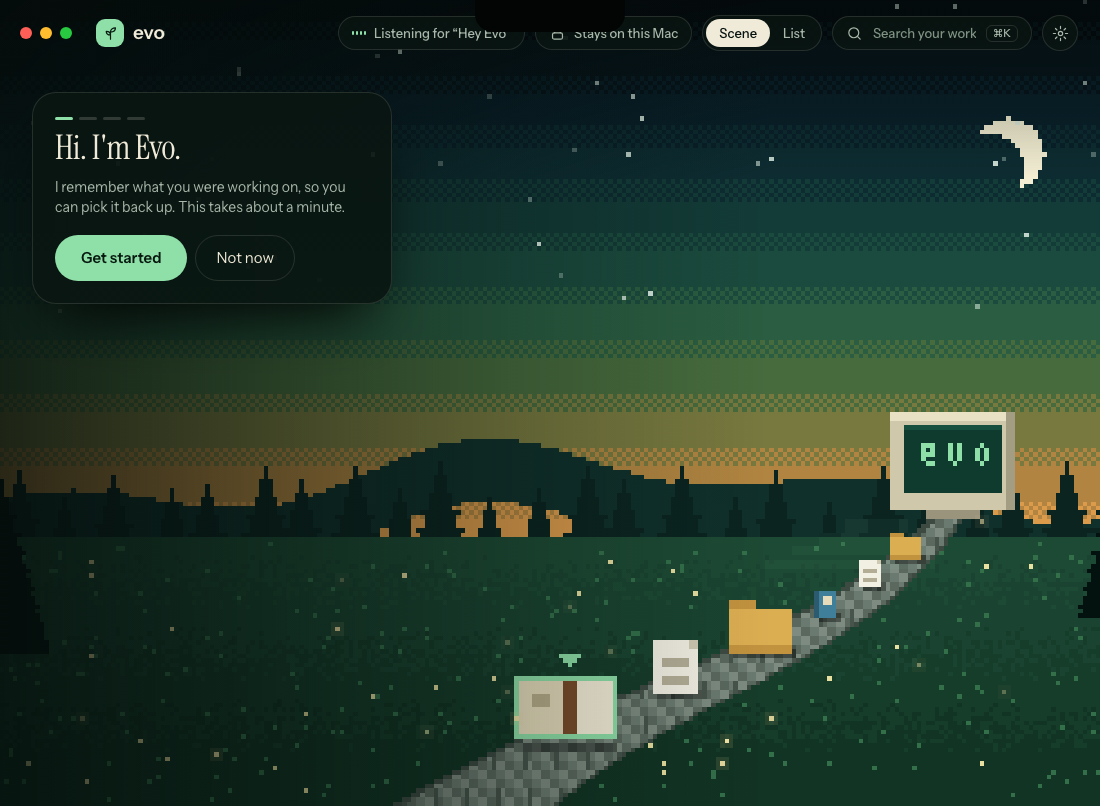 evo
Listening for “Hey Evo
Stays on this Mac
Scene
List
Search your work
⌘K
Hi. I'm Evo.
I remember what you were working on, so you
can pick it back up. This takes about a minute.
Get started
Not now
evo